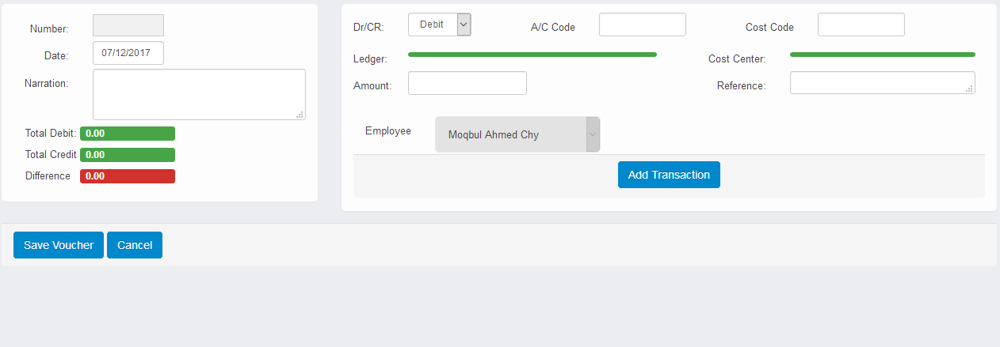 Number:
Date: 07/12/2017
Narration:
Total Debit: 0.00
Total Credit 0.00
Difference 0.00
Dr/CR: Debit A/C Code Cost Code
Ledger: Cost Center:
Amount: Reference:
Employee Moqbul Ahmed Chy
Add Transaction
Save Voucher Cancel